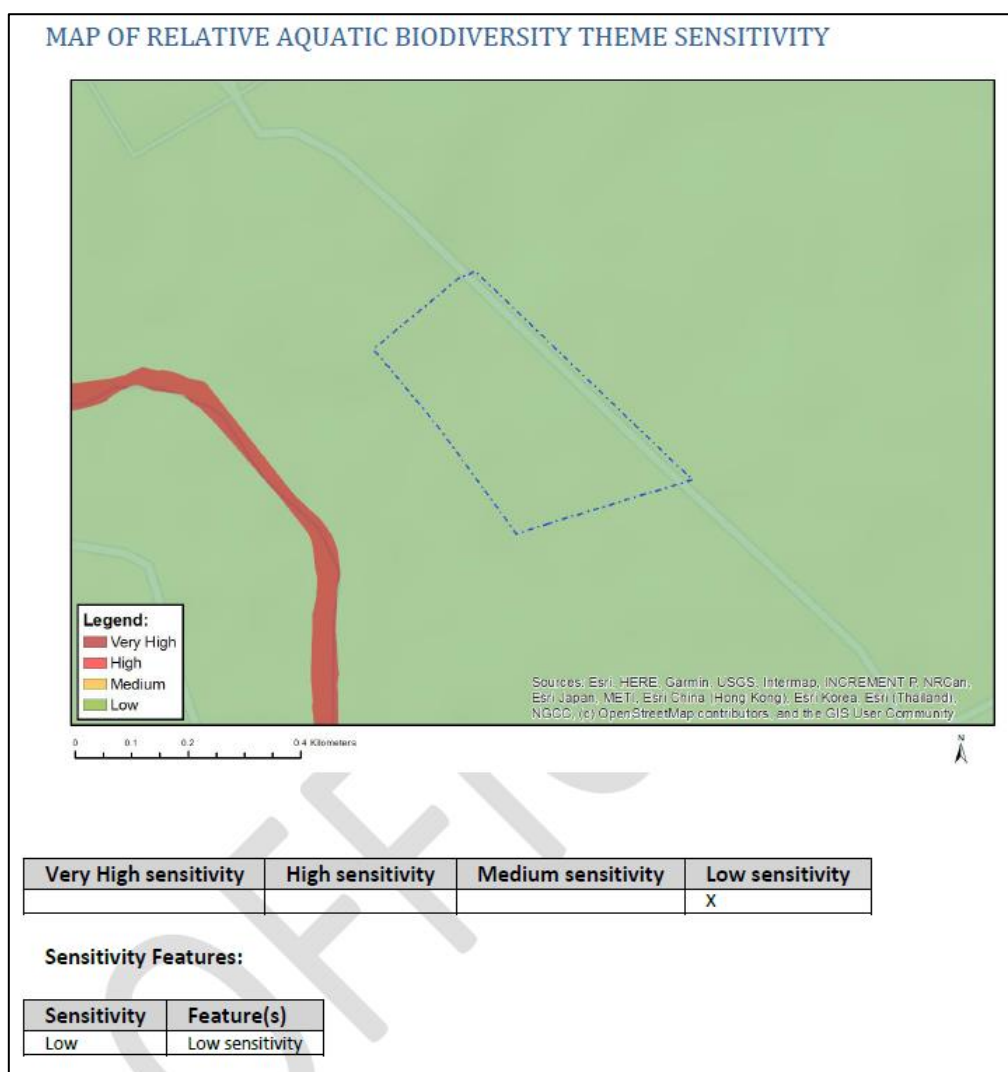 MAP OF RELATIVE AQUATIC BIODIVERSITY THEME SENSITIVITY
Legend:
Very High
High
Medium
Low
Sources: Esri, HERE, Garmin, USGS, Intermap, INCREMENT P, NRCan,
Esri Japan, METI, Esri China (Hong Kong), Esri Korea, Esri (Thailand),
NGCC, (c) OpenStreetMap contributors, and the GIS User Community
0 0.1 0.2 0.4 Kilometers
N
Very High sensitivity High sensitivity Medium sensitivity Low sensitivity
X
Sensitivity Features:
Sensitivity Feature(s)
Low Low sensitivity